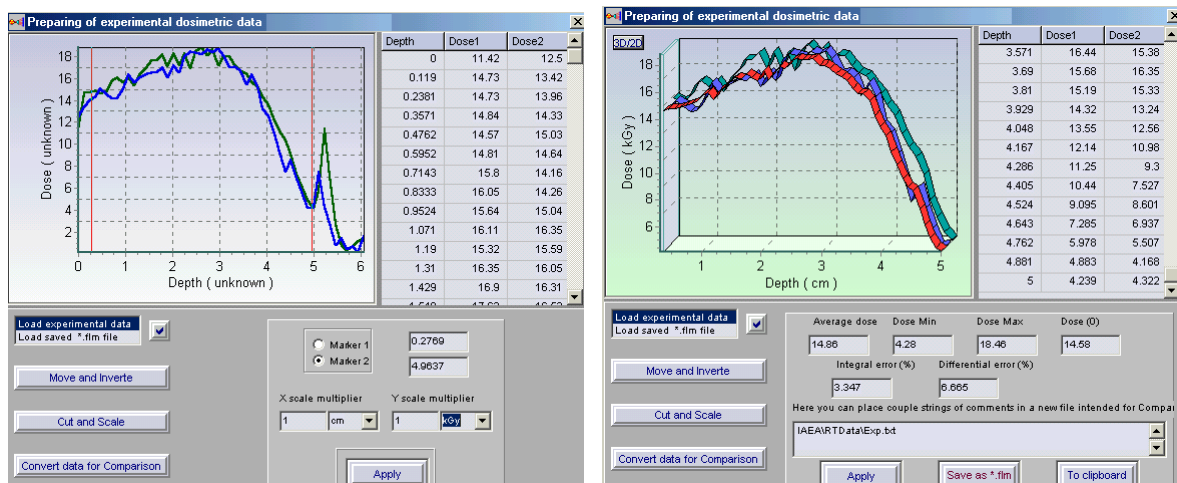 Preparing of experimental dosimetric data
18
16
14
12
10
8
6
4
2
0 1 2 3 4 5 6
Dose ( unknown )
Depth ( unknown )
Depth Dose1 Dose2
0 11.42 12.5
0.119 14.73 13.42
0.2381 14.73 13.96
0.3571 14.84 14.33
0.4762 14.57 15.03
0.5952 14.81 14.64
0.7143 15.8 14.16
0.8333 16.05 14.26
0.9524 15.64 15.04
1.071 16.11 16.35
1.19 15.32 15.59
1.31 16.35 16.05
1.429 16.9 16.31
Load experimental data
Load saved *.flm file
Move and Inverte
Cut and Scale
Convert data for Comparison
Marker 1
Marker 2
0.2769
4.9637
X scale multiplier Y scale multiplier
1 cm 1 kGy
Apply
Preparing of experimental dosimetric data
3D/2D
18
16
14
12
10
8
6
1 2 3 4 5
Dose ( kGy )
Depth ( cm )
Depth Dose1 Dose2
3.571 16.44 15.38
3.69 15.68 16.35
3.81 15.19 15.33
3.929 14.32 13.24
4.048 13.55 12.56
4.167 12.14 10.98
4.286 11.25 9.3
4.405 10.44 7.527
4.524 9.095 8.601
4.643 7.285 6.937
4.762 5.978 5.507
4.881 4.883 4.168
5 4.239 4.322
Load experimental data
Load saved *.flm file
Move and Inverte
Cut and Scale
Convert data for Comparison
Average dose Dose Min Dose Max Dose (0)
14.86 4.28 18.46 14.58
Integral error (%) Differential error (%)
3.347 6.665
Here you can place couple strings of comments in a new file intended for Compar
IAEA\RTData\Exp.txt
Apply Save as *.flm To clipboard